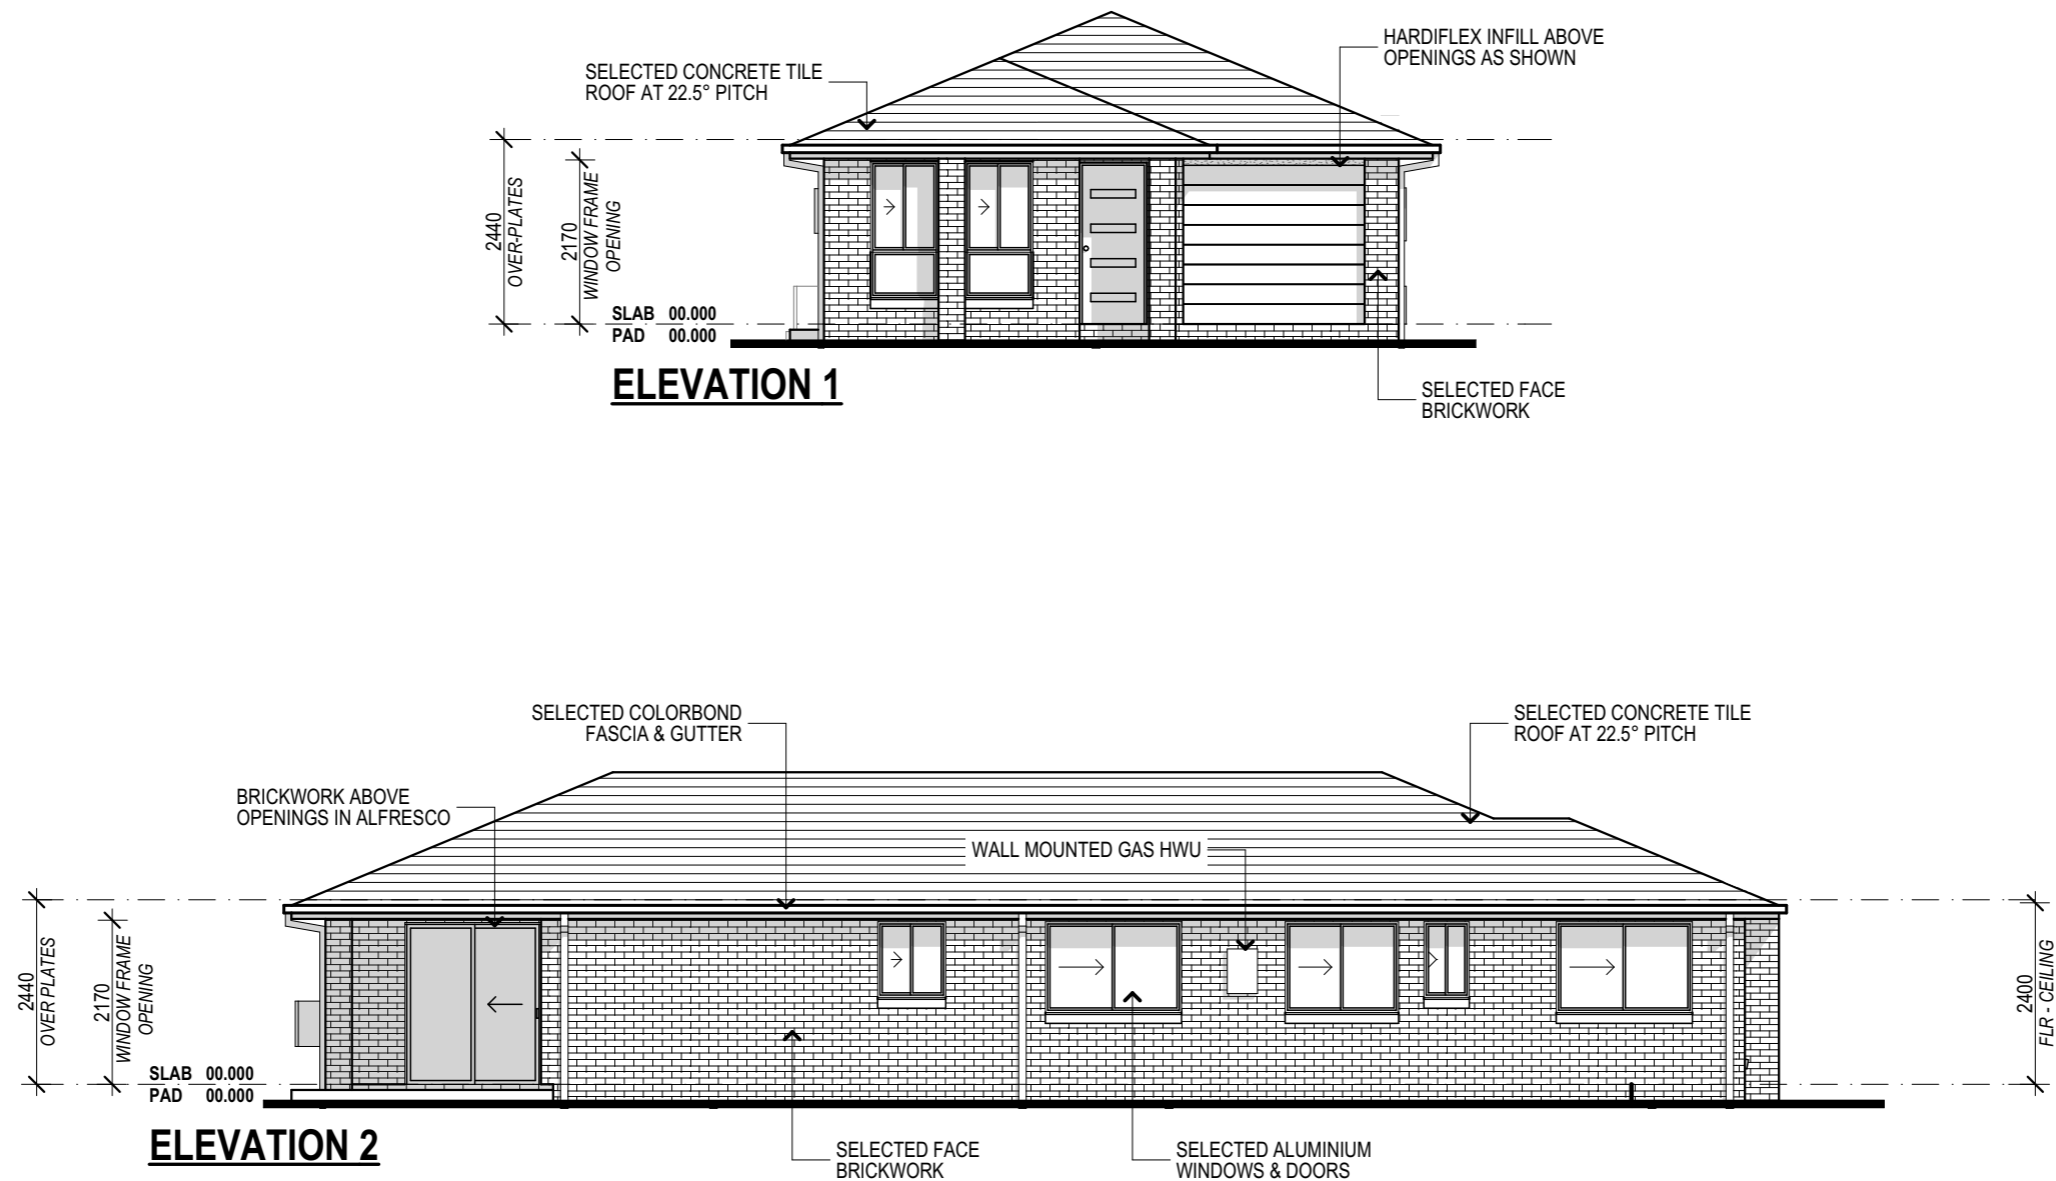 HARDIFLEX INFILL ABOVE
OPENINGS AS SHOWN
SELECTED CONCRETE TILE
ROOF AT 22.5° PITCH
2440
OVER-PLATES
2170
WINDOW FRAME
OPENING
SLAB 00.000
PAD 00.000
ELEVATION 1
SELECTED FACE
BRICKWORK
SELECTED COLORBOND
FASCIA & GUTTER
SELECTED CONCRETE TILE
ROOF AT 22.5° PITCH
BRICKWORK ABOVE
OPENINGS IN ALFRESCO
WALL MOUNTED GAS HWU
2440
OVER PLATES
2170
WINDOW FRAME
OPENING
2400
FLR - CEILING
SLAB 00.000
PAD 00.000
ELEVATION 2
SELECTED FACE
BRICKWORK
SELECTED ALUMINIUM
WINDOWS & DOORS